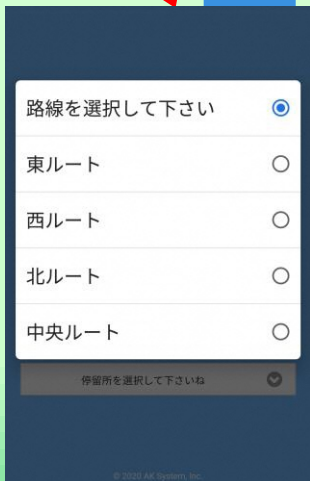 路線を選択して下さい
東ルート
西ルート
北ルート
中央ルート
停留所を選択して下さいね
© 2020 AK System, Inc.